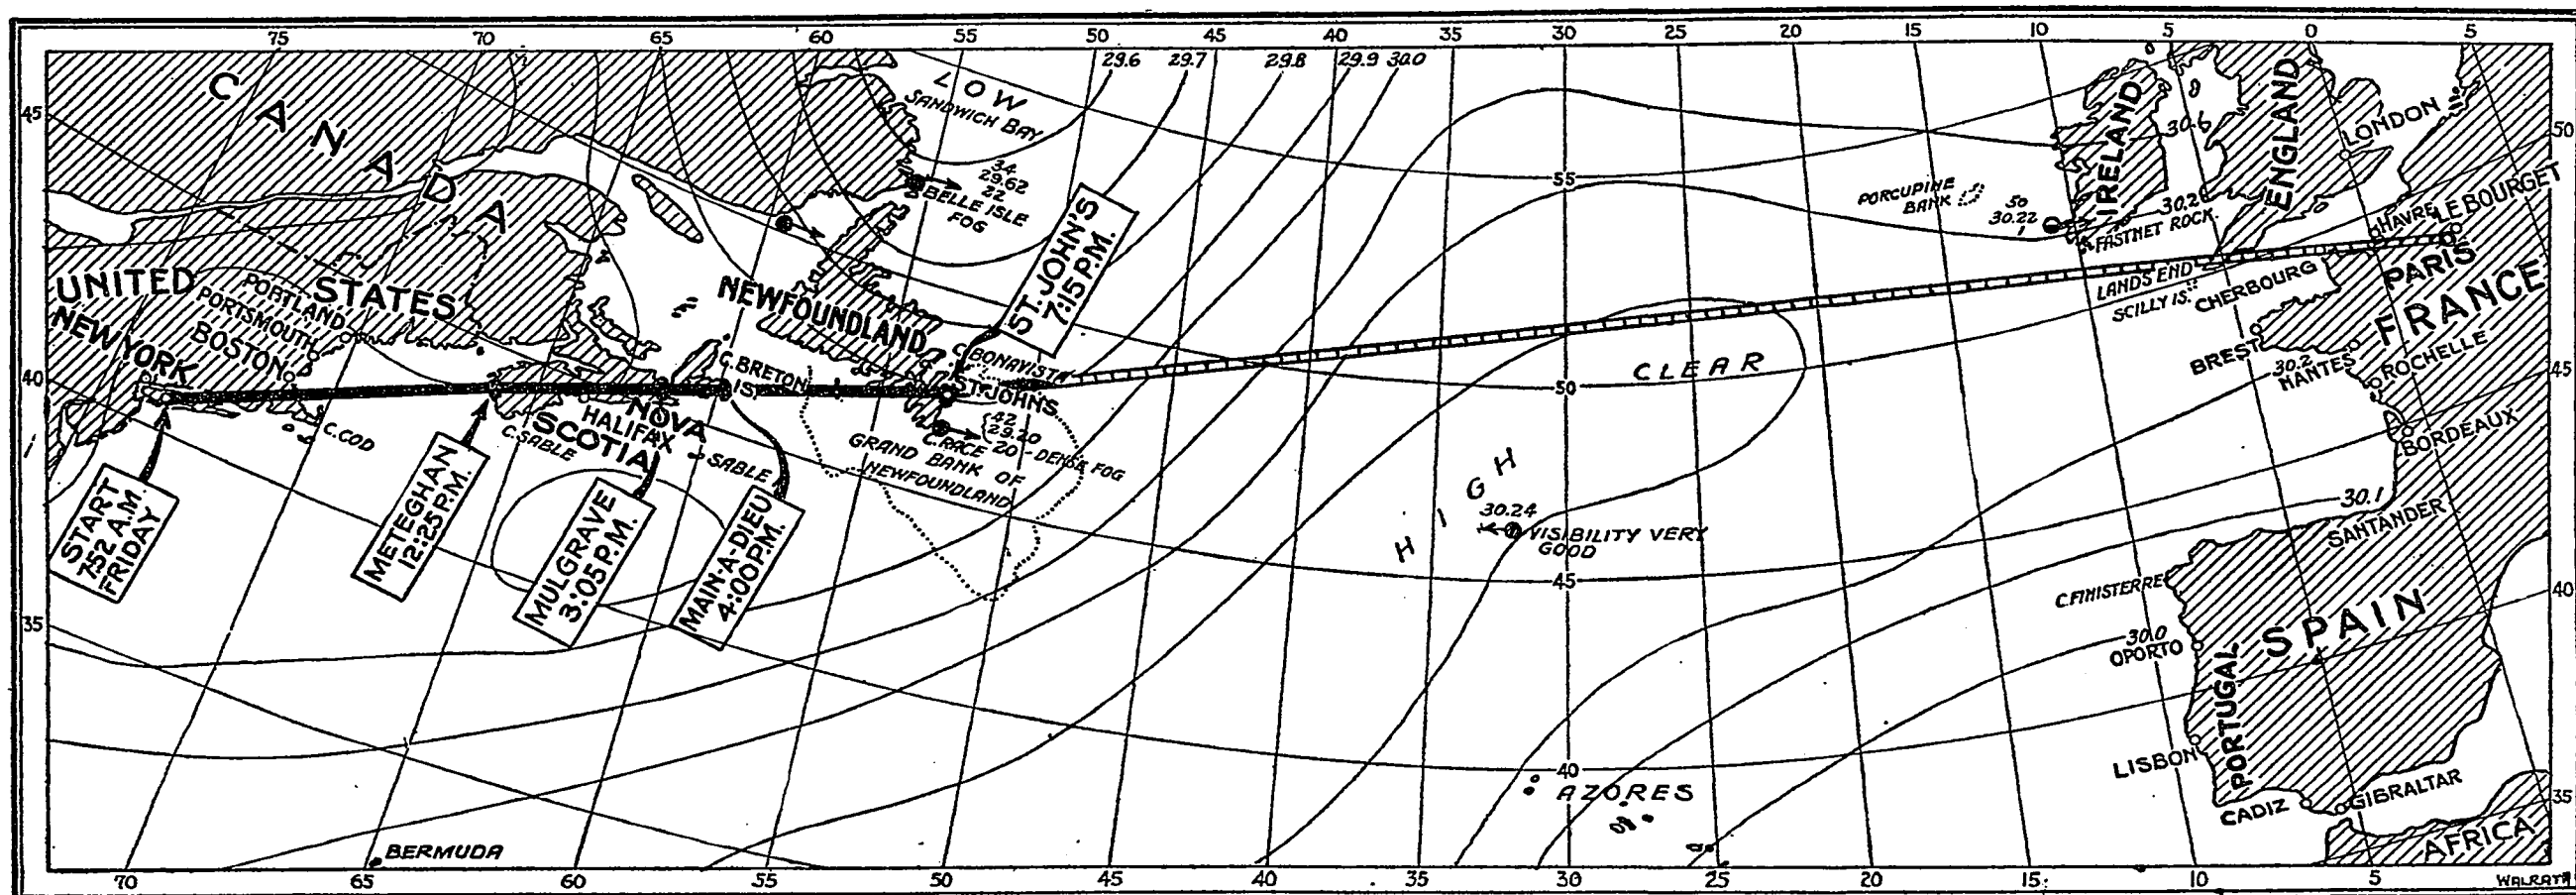 75 70 65 60 55 50 45 40 35 30 25 20 15 10 5 0 5
29.6 29.7 29.8 29.9 30.0
CANADA
LOW
SANDWICH BAY
34
29.62
22
BELLE ISLE
FOG
ST. JOHN'S
7:15 P.M.
45
40
35
UNITED STATES
NEW YORK
PORTLAND
PORTSMOUTH
BOSTON
C. COD
NEWFOUNDLAND
C. BONAVISTA
ST. JOHNS
C. BRETON
IS.
NOVA
SCOTIA
HALIFAX
C. SABLE
SABLE
42
29.20
C. RACE 20 - DENSE FOG
GRAND BANK OF
NEWFOUNDLAND
START
7:52 A.M.
FRIDAY
METEGHAN
12:25 P.M.
MULGRAVE
3:05 P.M.
MAIN-A-DIEU
4:00 P.M.
BERMUDA
55
50
45
40
CLEAR
HIGH
30.24
VISIBILITY VERY
GOOD
AZORES
IRELAND
30.6
ENGLAND
LONDON
PORCUPINE
BANK
50
30.22
1
30.2
FASTNET ROCK
LANDS END
SCILLY IS.
CHERBOURG
HAVRE
LE BOURGET
PARIS
FRANCE
BREST
30.2
NANTES
ROCHELLE
BORDEAUX
30.1
SANTANDER
C. FINISTERRE
30.0
OPORTO
SPAIN
PORTUGAL
LISBON
CADIZ
GIBRALTAR
AFRICA
50
45
40
35
70 65 60 55 50 45 40 35 30 25 20 15 10 5
WALRATH